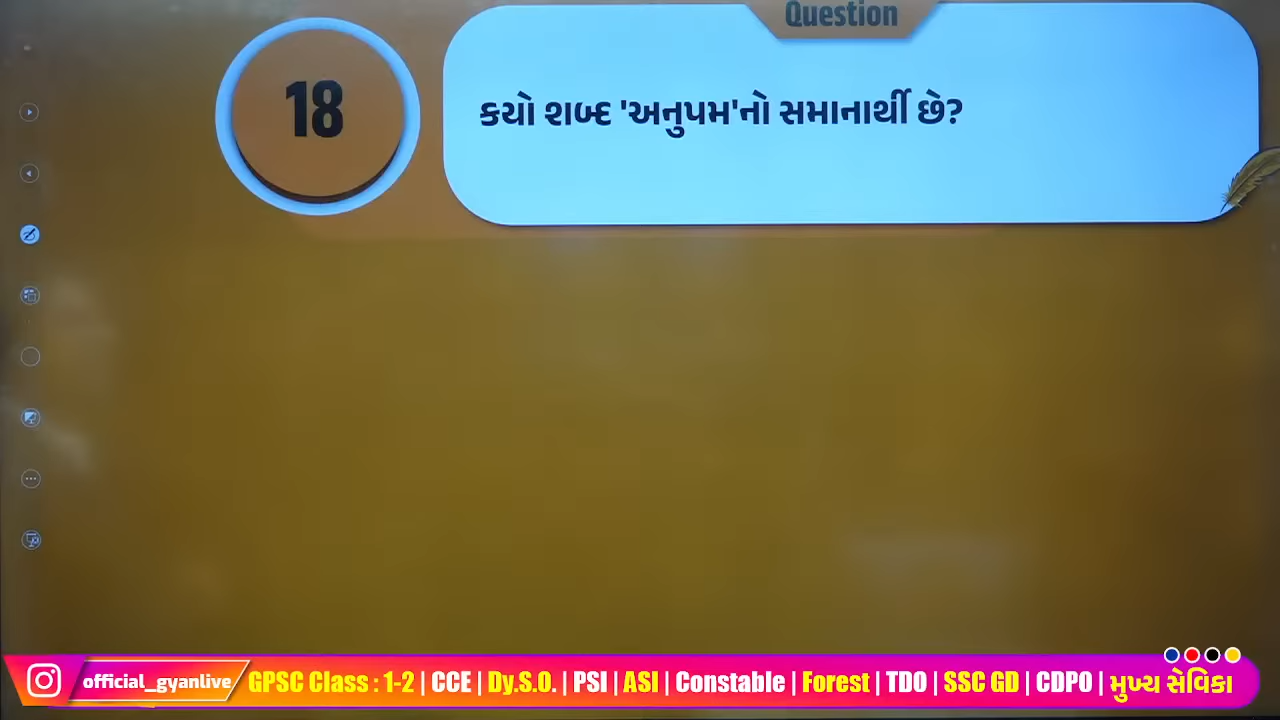 Question
18
કયો શબ્દ 'અનુપમ'નો સમાનાર્થી છે?
official_gyanlive
GPSC Class : 1-2 | CCE | Dy.S.O. | PSI | ASI | Constable | Forest | TDO | SSC GD | CDPO | મુખ્ય સેવિકા